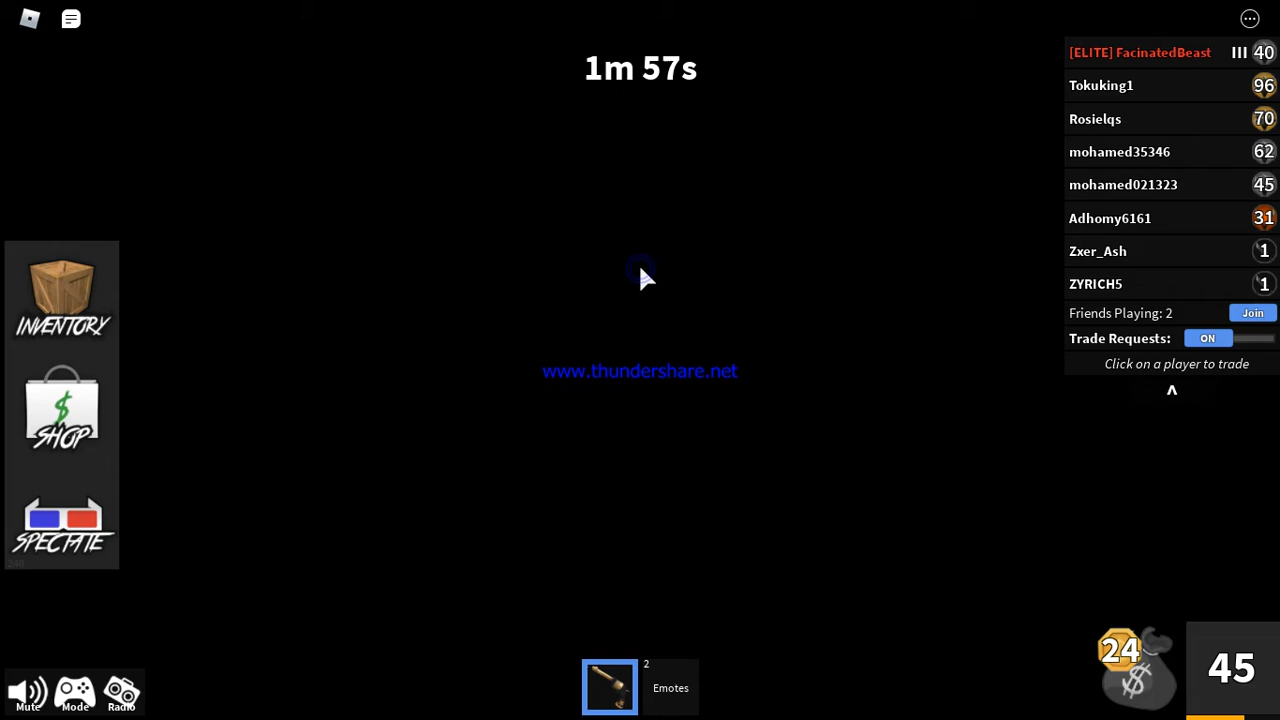 1m 57s
[ELITE] FacinatedBeast III 40
Tokuking1 96
Rosielqs 70
mohamed35346 62
mohamed021323 45
Adhomy6161 31
Zxer_Ash 1
ZYRICH5 1
Friends Playing: 2 Join
Trade Requests: ON
Click on a player to trade
^
INVENTORY
SHOP
SPECTATE
www.thundershare.net
Mute Mode Radio
2
Emotes
24
$
45